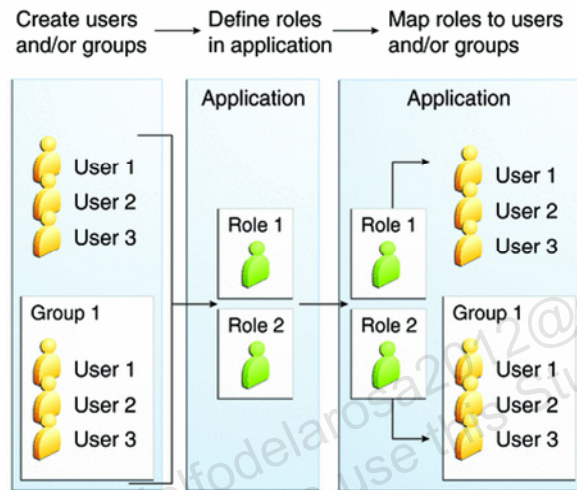 Create users
and/or groups
Define roles
in application
Map roles to users
and/or groups
User 1
User 2
User 3
Group 1
User 1
User 2
User 3
Application
Role 1
Role 2
Application
Role 1
Role 2
User 1
User 2
User 3
Group 1
User 1
User 2
User 3
use this